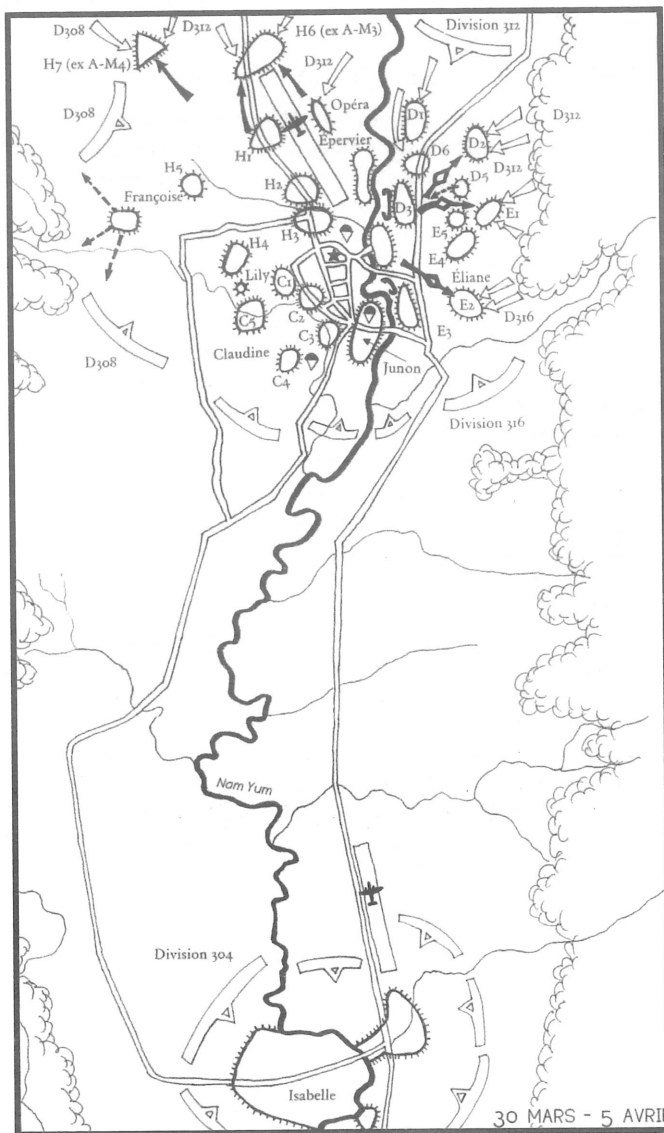 D308
D312
H6 (ex A-M3)
Division 312
H7 (ex A-M4)
D312
D308
Opéra
D1
D312
Épervier
H1
D6
D2
D312
H5
D5
Françoise
H2
D3
E1
H3
E5
H4
E4
Lily
C1
Éliane
C2
E2
C5
D316
C3
E3
Claudine
D308
C4
Junon
Division 316
Nam Yum
Division 304
Isabelle
30 MARS - 5 AVRI